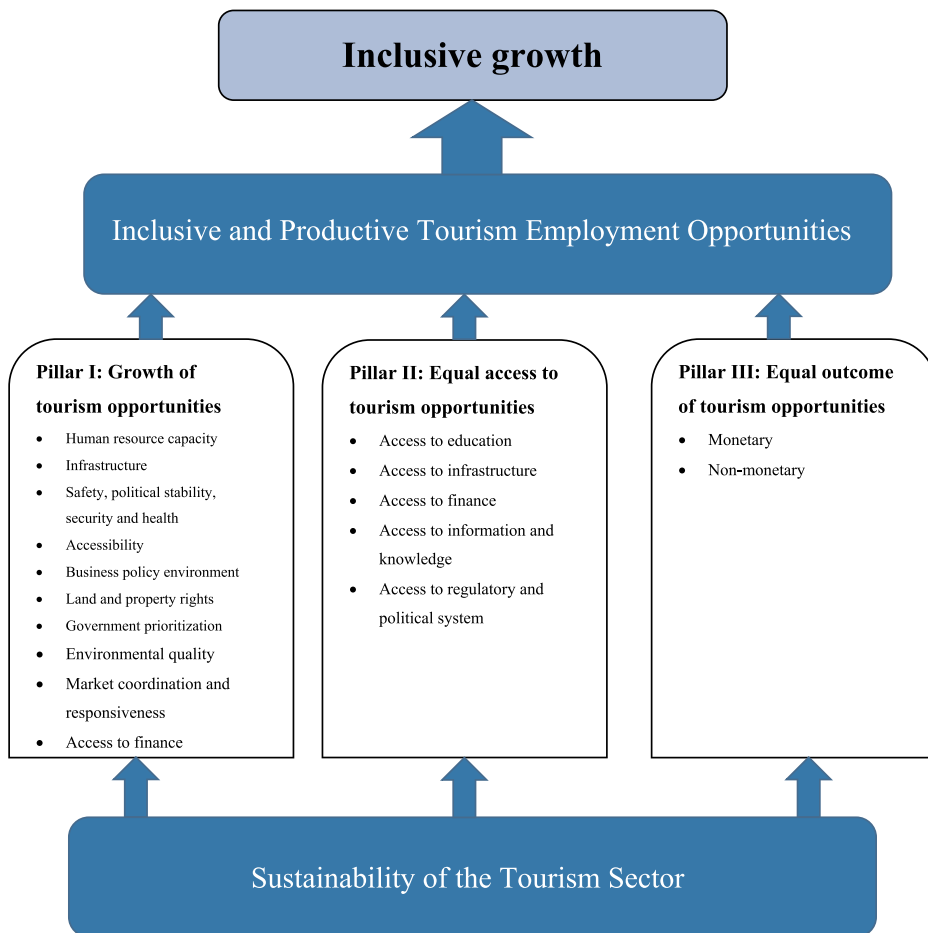 Inclusive growth
Inclusive and Productive Tourism Employment Opportunities
Pillar I: Growth of
tourism opportunities
• Human resource capacity
• Infrastructure
• Safety, political stability,
security and health
• Accessibility
• Business policy environment
• Land and property rights
• Government prioritization
• Environmental quality
• Market coordination and
responsiveness
• Access to finance
Pillar II: Equal access to
tourism opportunities
• Access to education
• Access to infrastructure
• Access to finance
• Access to information and
knowledge
• Access to regulatory and
political system
Pillar III: Equal outcome
of tourism opportunities
• Monetary
• Non-monetary
Sustainability of the Tourism Sector